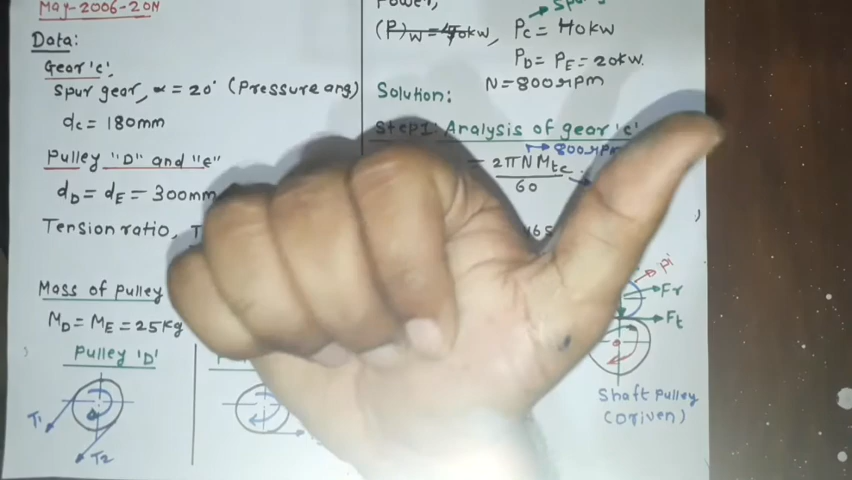 May-2006-20M
Data:
Gear 'c'.
Spur gear, α = 20° (Pressure ang)
dc = 180mm
Pulley "D" and "E"
dD = dE = 300mm
Tension ratio, T
Mass of pulley
MD = ME = 25kg
Pulley 'D'
T1
T2
Power,
(P)w = 40kw, Pc = 40kw
PD = PE = 20kw.
N = 800rpm
Solution:
Step1: Analysis of gear 'c'
→ 800rpm
= 2πNMtc
60
Pi
Fr
Ft
Shaft Pulley
(Driven)